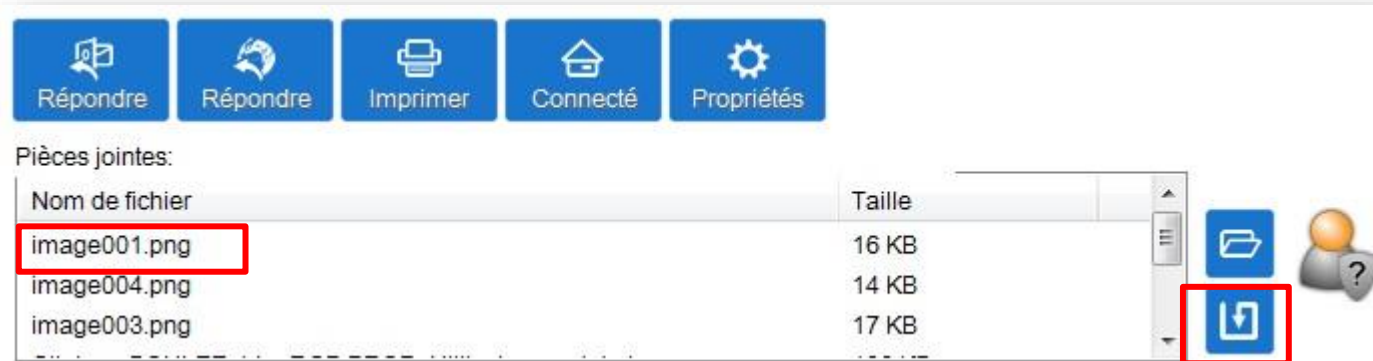 Répondre Répondre Imprimer Connecté Propriétés
Pièces jointes:
Nom de fichier Taille
image001.png 16 KB
image004.png 14 KB
image003.png 17 KB
?